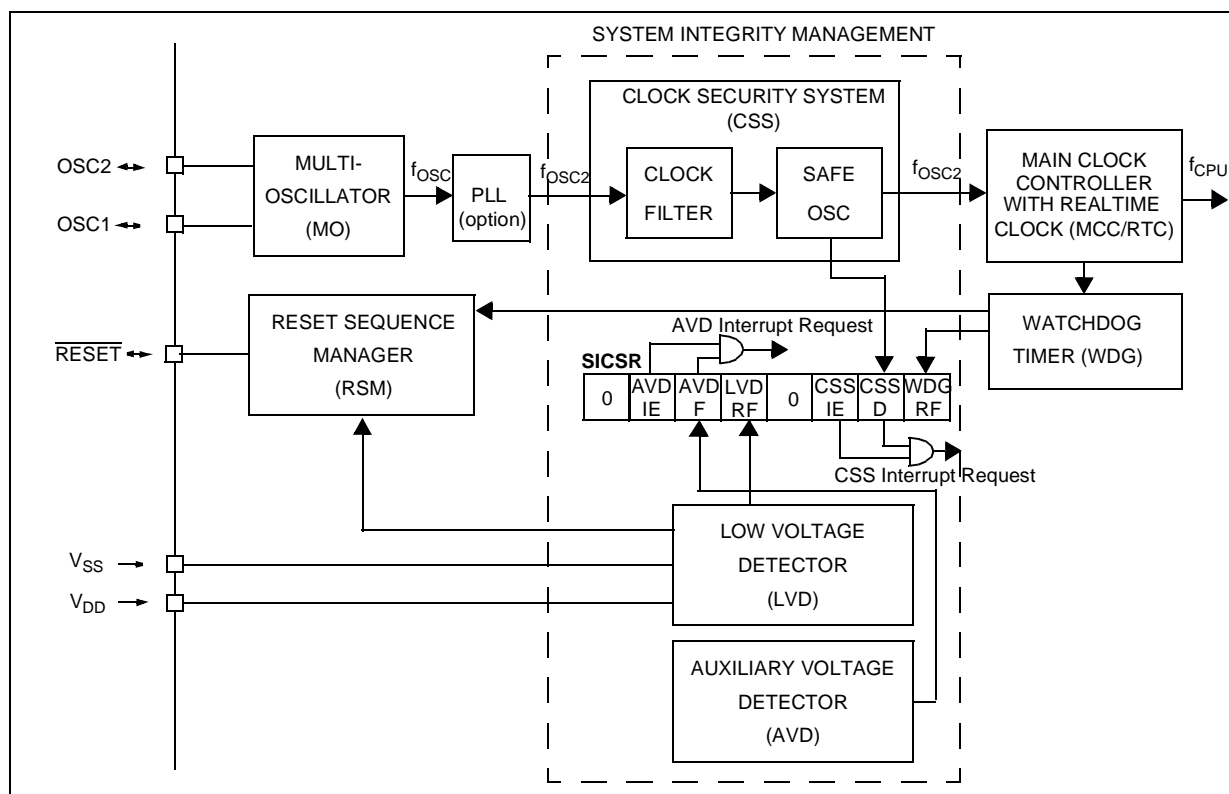 SYSTEM INTEGRITY MANAGEMENT
CLOCK SECURITY SYSTEM
(CSS)
OSC2
OSC1
MULTI-
OSCILLATOR
(MO)
fOSC
PLL
(option)
fOSC2
CLOCK
FILTER
SAFE
OSC
fOSC2
MAIN CLOCK
CONTROLLER
WITH REALTIME
CLOCK (MCC/RTC)
fCPU
RESET
RESET SEQUENCE
MANAGER
(RSM)
AVD Interrupt Request
WATCHDOG
TIMER (WDG)
SICSR
0
AVD
IE
AVD
F
LVD
RF
0
CSS
IE
CSS
D
WDG
RF
CSS Interrupt Request
VSS
VDD
LOW VOLTAGE
DETECTOR
(LVD)
AUXILIARY VOLTAGE
DETECTOR
(AVD)